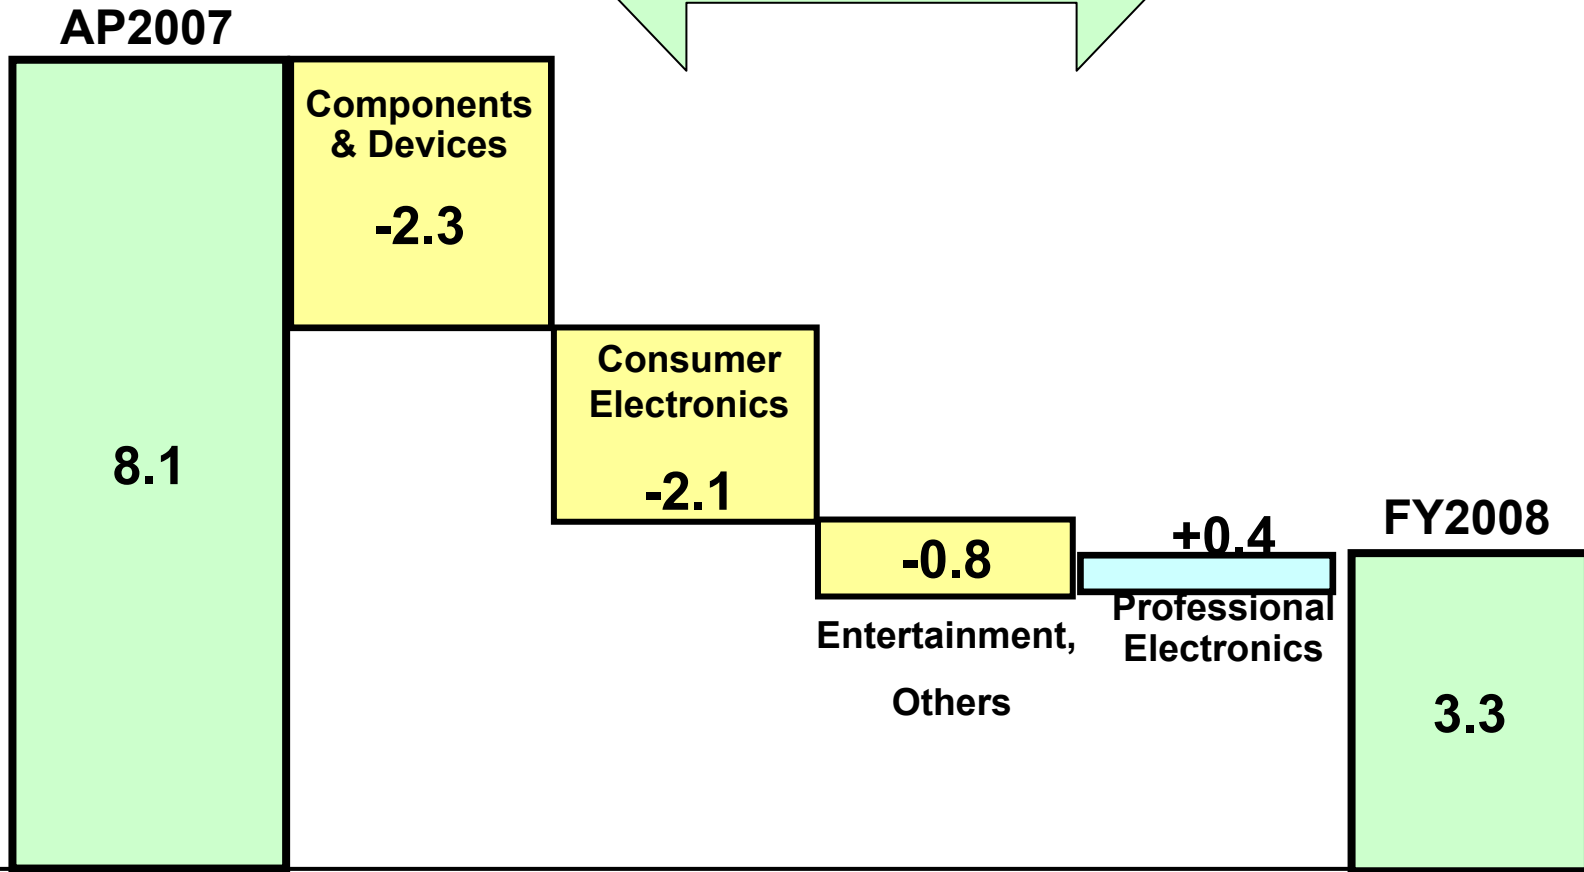 AP2007
Components
& Devices
-2.3
Consumer
Electronics
-2.1
8.1
-0.8
Entertainment,
Others
+0.4
Professional
Electronics
FY2008
3.3